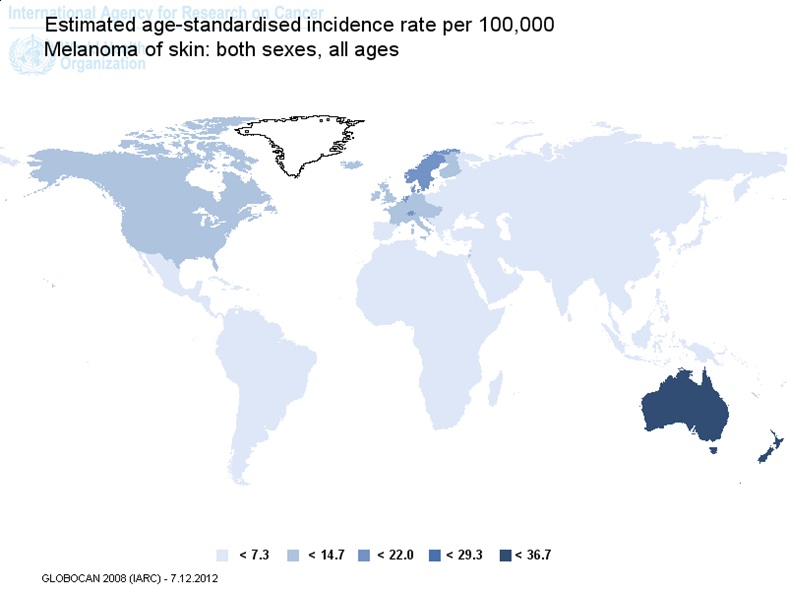 International Agency for Research on Cancer
Estimated age-standardised incidence rate per 100,000
Melanoma of skin: both sexes, all ages
Organization
< 7.3 < 14.7 < 22.0 < 29.3 < 36.7
GLOBOCAN 2008 (IARC) - 7.12.2012